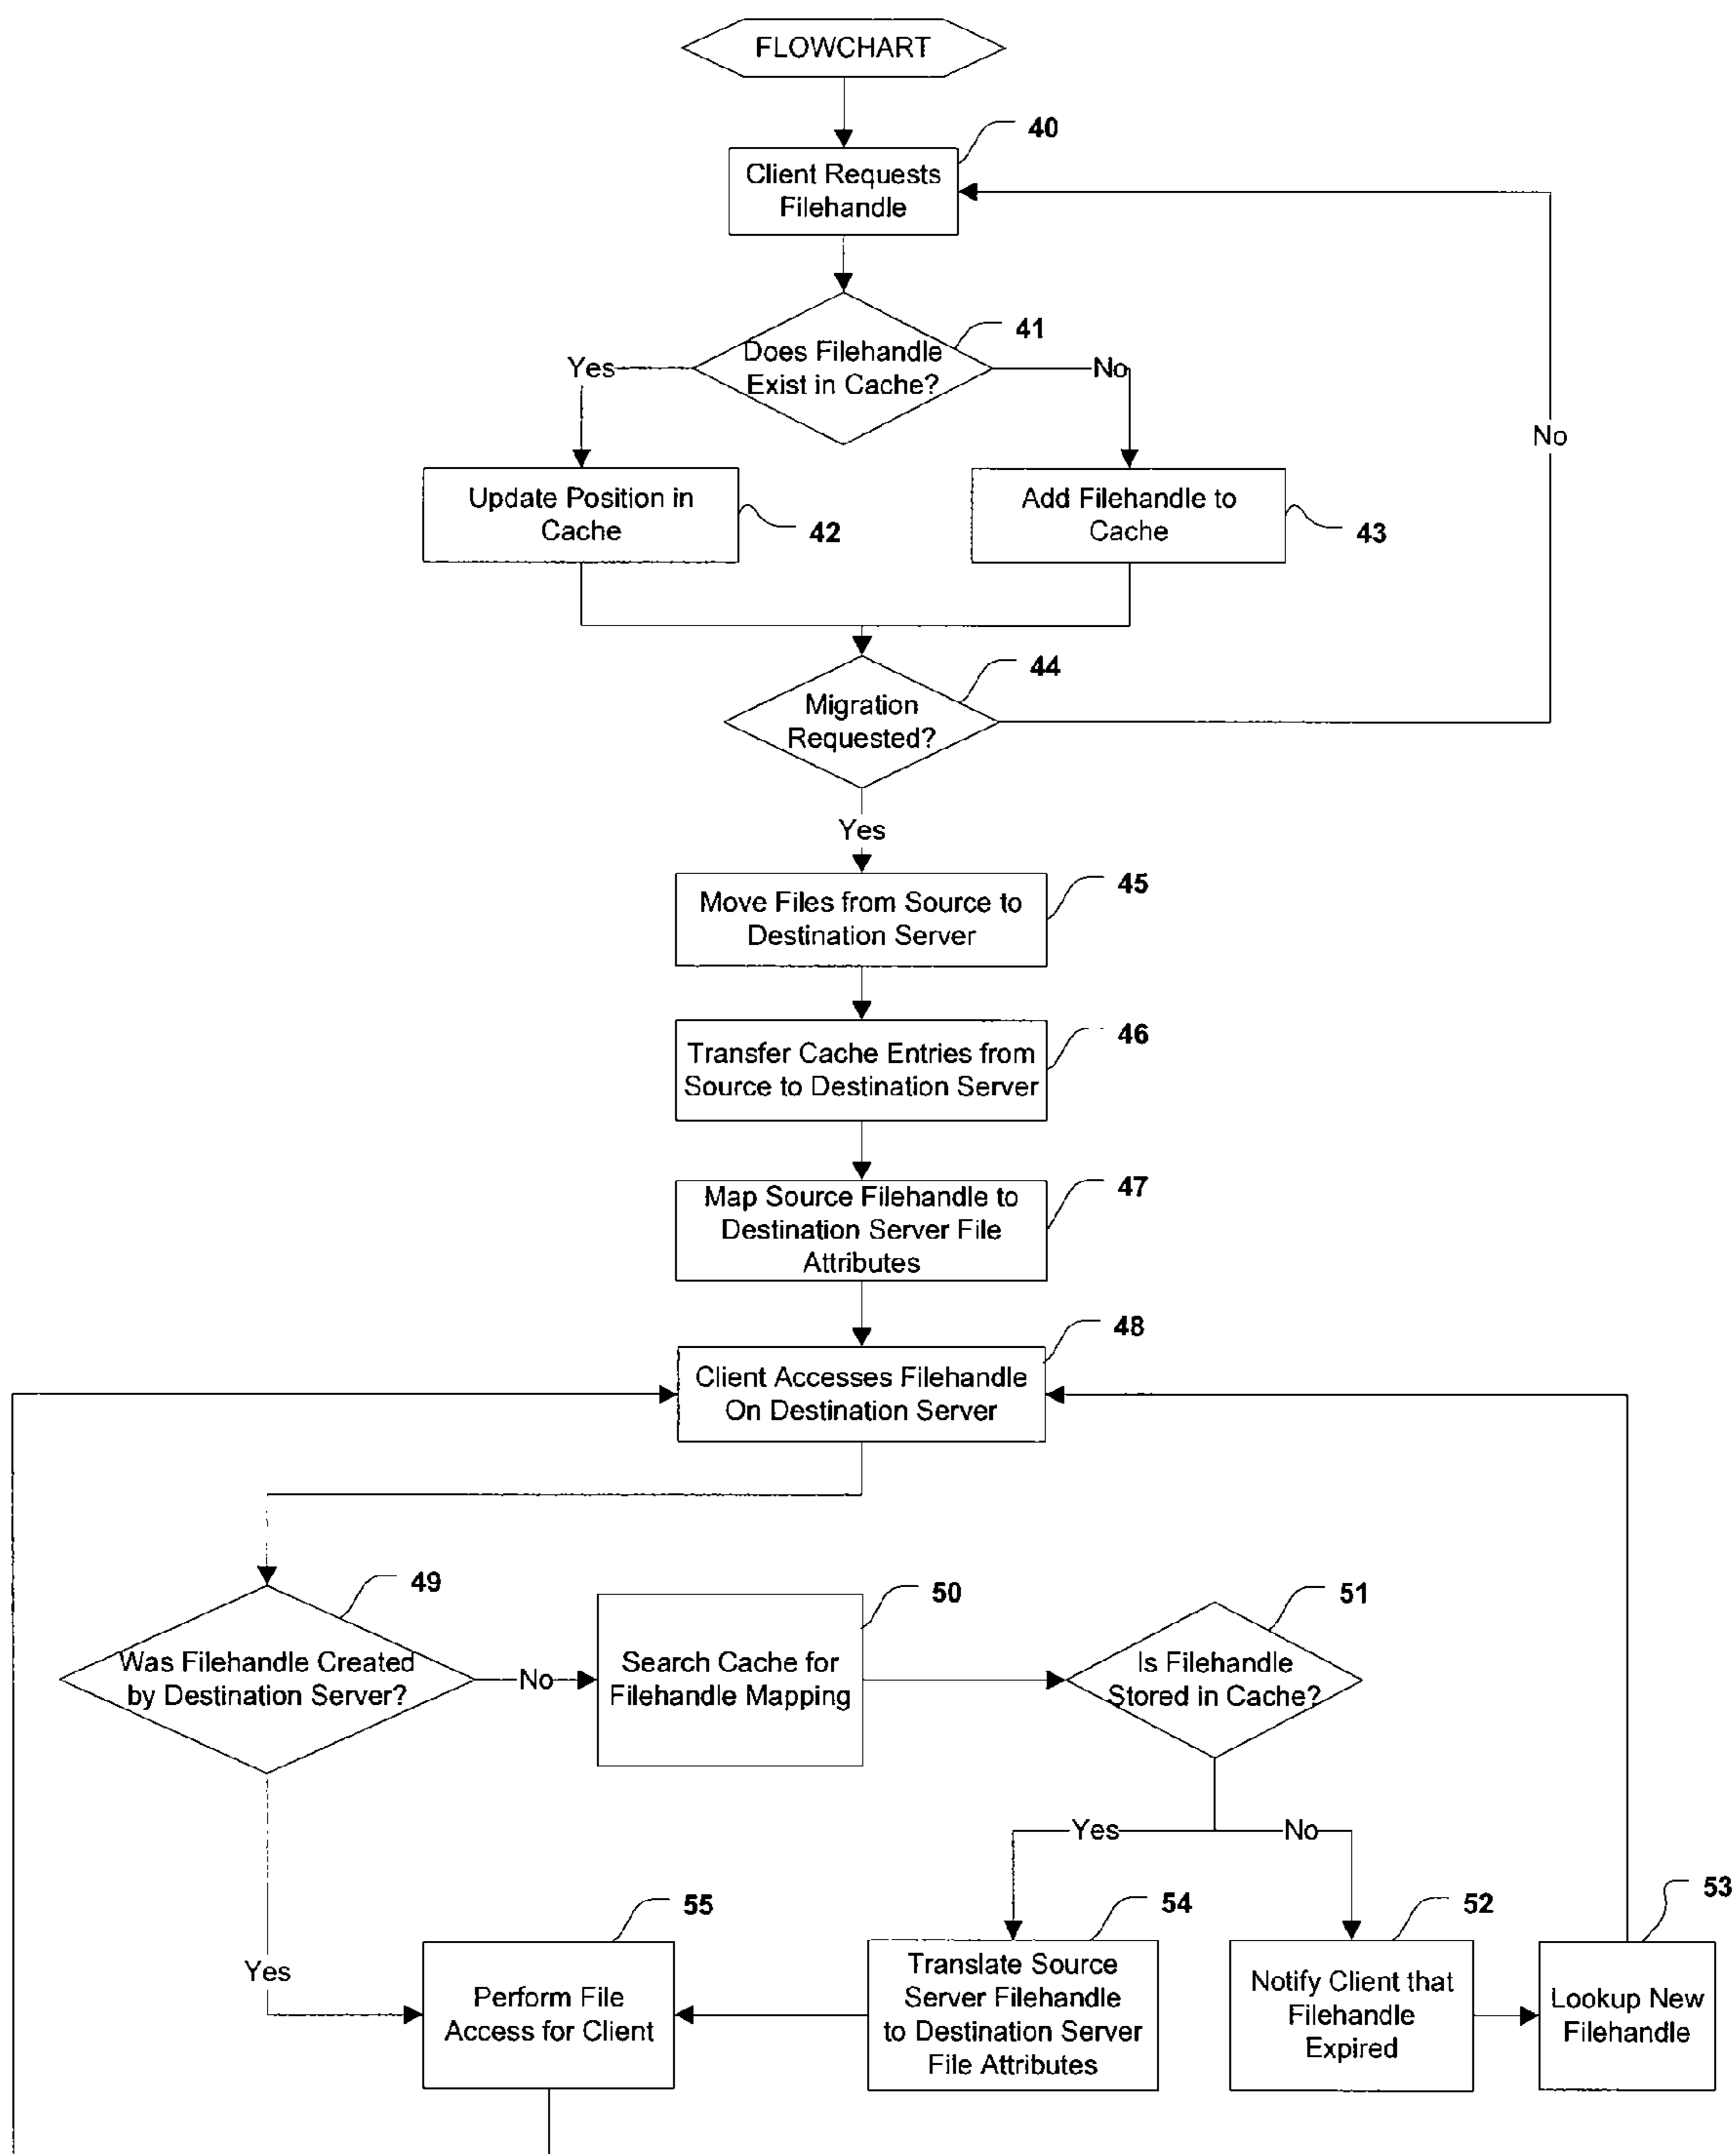 FLOWCHART
40
Client Requests
Filehandle
41
Does Filehandle
Exist in Cache?
Yes
No
No
Update Position in
Cache
42
Add Filehandle to
Cache
43
44
Migration
Requested?
Yes
45
Move Files from Source to
Destination Server
46
Transfer Cache Entries from
Source to Destination Server
47
Map Source Filehandle to
Destination Server File
Attributes
48
Client Accesses Filehandle
On Destination Server
49
Was Filehandle Created
by Destination Server?
No
50
Search Cache for
Filehandle Mapping
51
Is Filehandle
Stored in Cache?
Yes
No
Yes
55
Perform File
Access for Client
54
Translate Source
Server Filehandle
to Destination Server
File Attributes
52
Notify Client that
Filehandle
Expired
53
Lookup New
Filehandle